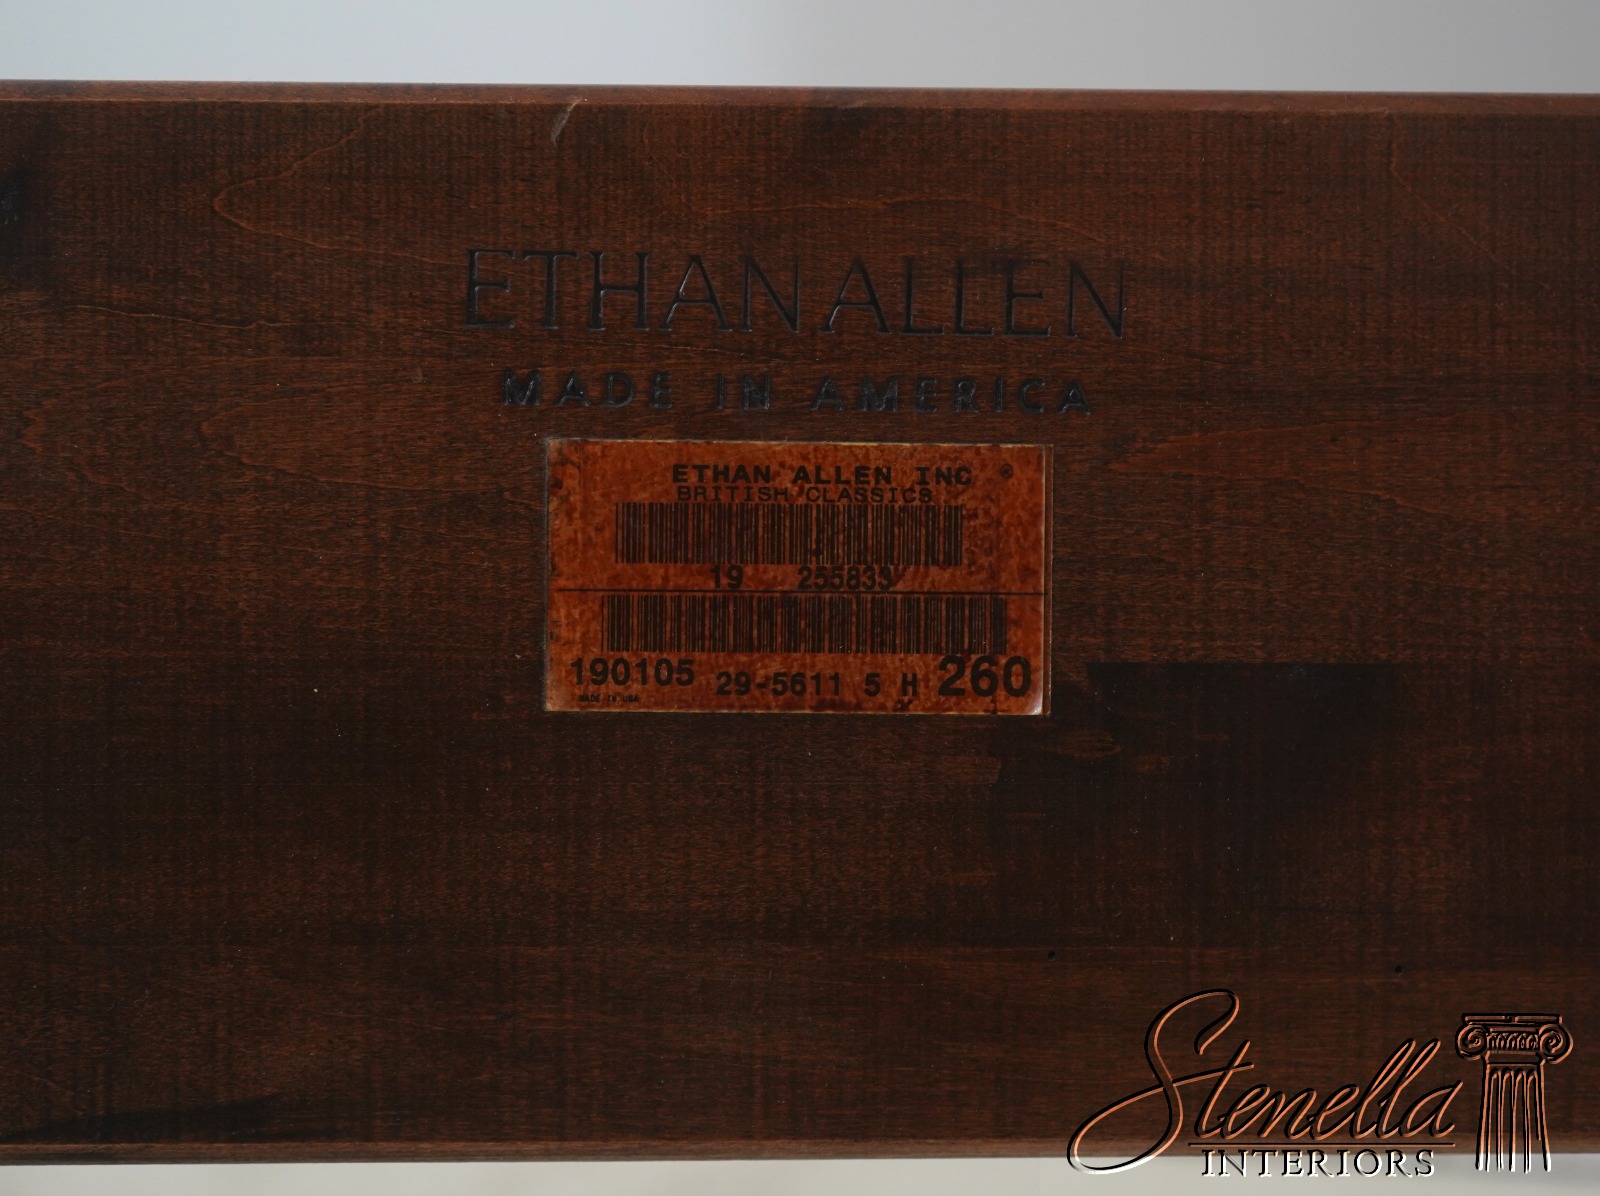 ETHAN ALLEN
MADE IN AMERICA
ETHAN ALLEN INC ®
BRITISH CLASSICS
19 255833
190105 29-5611 5 H 260
MADE IN USA
Stenella
INTERIORS